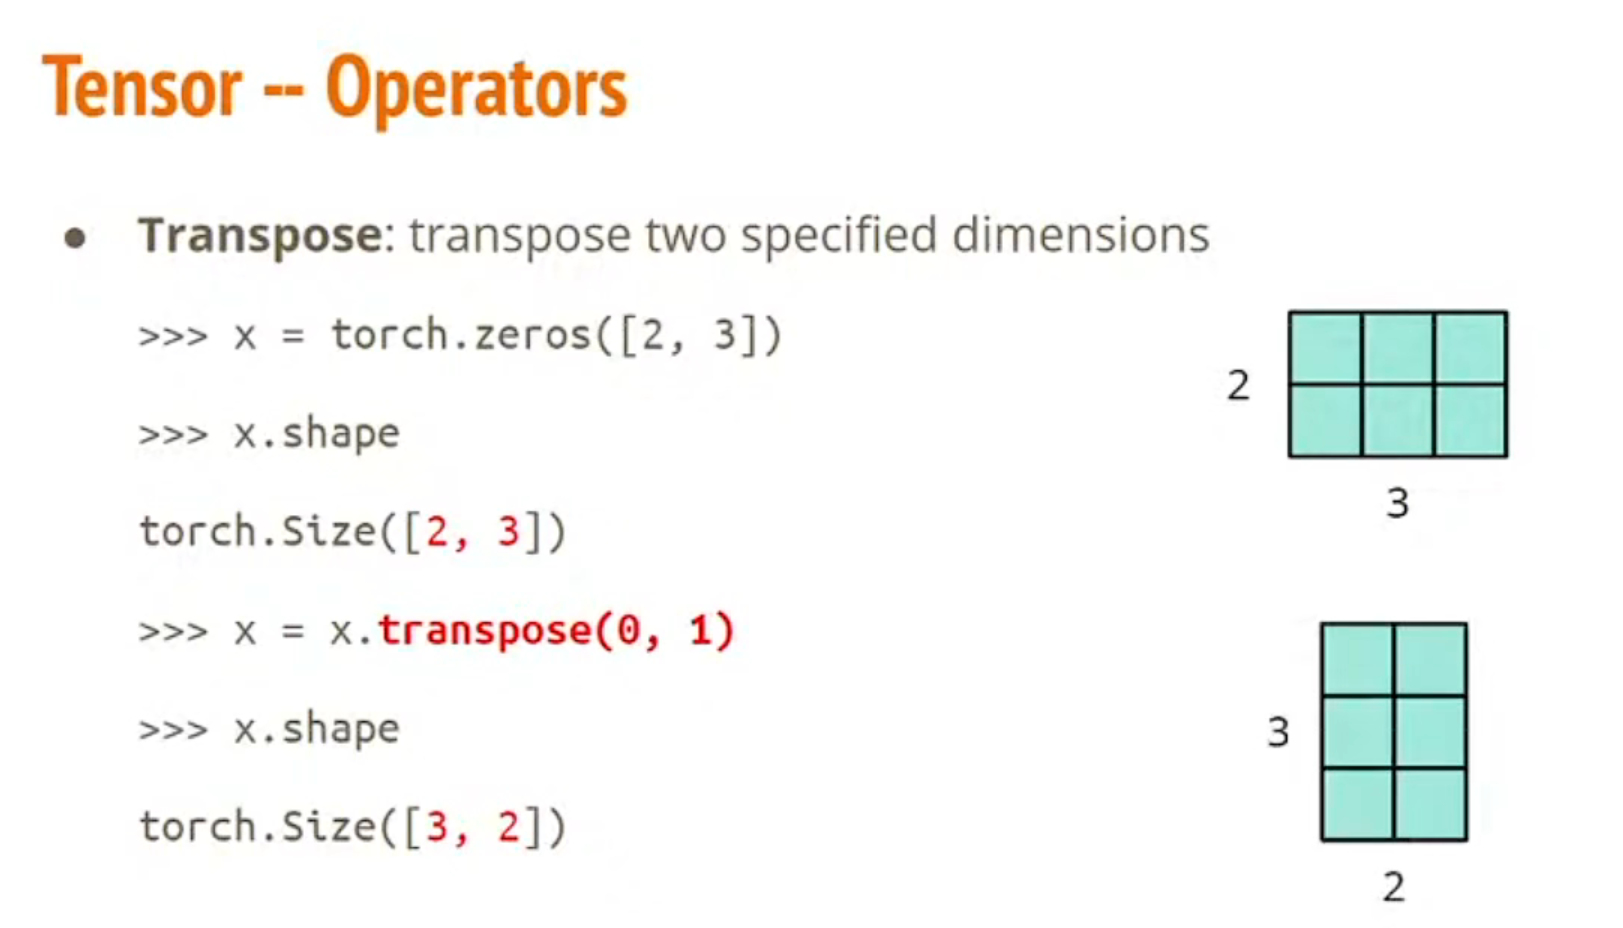 Tensor -- Operators
● Transpose: transpose two specified dimensions
>>> x = torch.zeros([2, 3])
>>> x.shape
torch.Size([2, 3])
>>> x = x.transpose(0, 1)
>>> x.shape
torch.Size([3, 2])
2
3
3
2